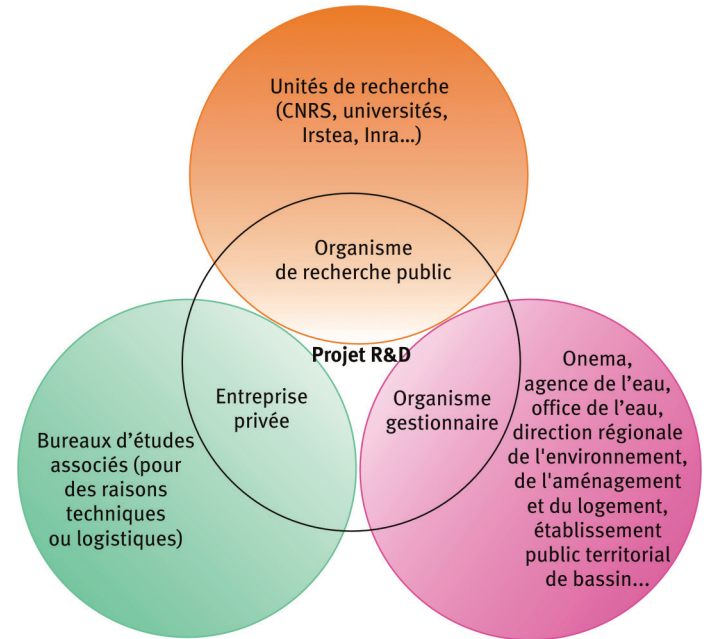 Unités de recherche
(CNRS, universités,
Irstea, Inra...)
Organisme
de recherche public
Projet R&D
Entreprise
privée
Organisme
gestionnaire
Bureaux d’études
associés (pour
des raisons
techniques
ou logistiques)
Onema,
agence de l’eau,
office de l’eau,
direction régionale
de l'environnement,
de l'aménagement
et du logement,
établissement
public territorial
de bassin...